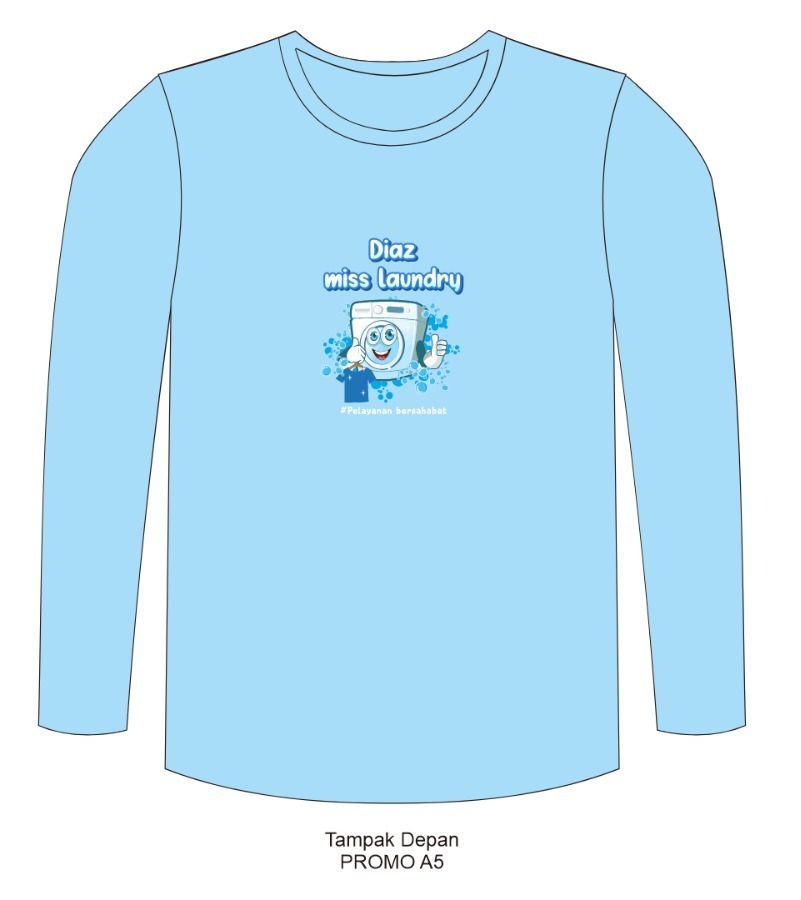 Diaz
miss laundry
#Pelayanan bersahabat
Tampak Depan
PROMO A5